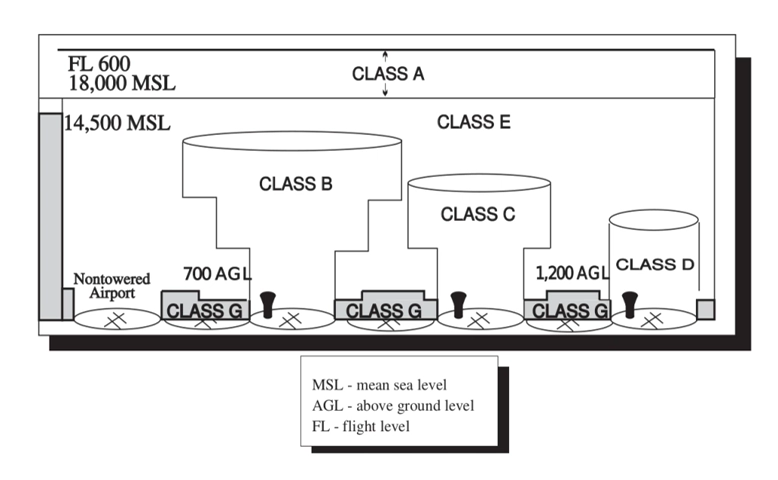 FL 600
18,000 MSL
CLASS A
14,500 MSL
CLASS E
CLASS B
CLASS C
Nontowered
Airport
700 AGL
1,200 AGL
CLASS D
CLASS G
CLASS G
CLASS G
MSL - mean sea level
AGL - above ground level
FL - flight level